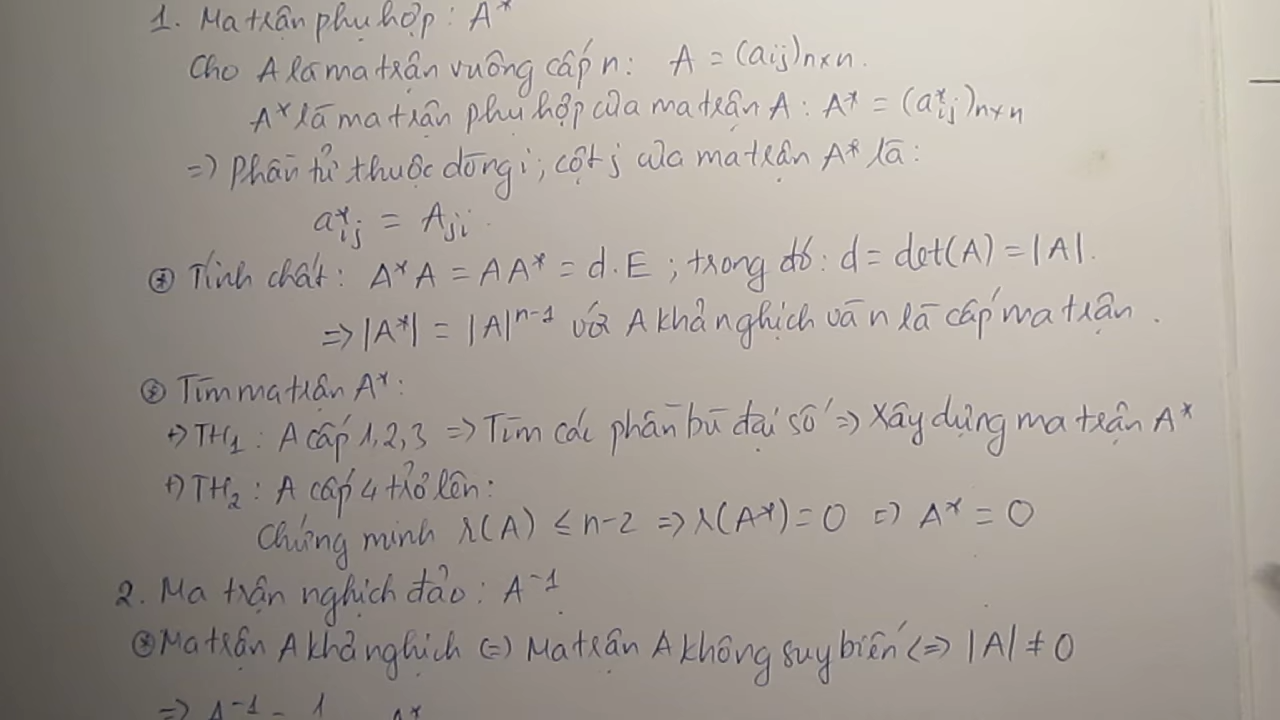 1. Ma trận phụ hợp: A*
Cho A là ma trận vuông cấp n: A = (aij)n×n.
A* là ma trận phụ hợp của ma trận A: A* = (a*ij)n×n
=> Phần tử thuộc dòng i; cột j của ma trận A* là:
a*ij = Aji.
⊛ Tính chất: A*A = AA* = d.E ; trong đó: d = det(A) = |A|.
=> |A*| = |A|^n-1 với A khả nghịch và n là cấp ma trận.
⊛ Tìm ma trận A*:
+) TH1: A cấp 1,2,3 => Tìm các phần bù đại số => Xây dựng ma trận A*
+) TH2: A cấp 4 trở lên:
Chứng minh r(A) ≤ n-2 => r(A*) = 0 => A* = 0
2. Ma trận nghịch đảo: A^-1
⊛ Ma trận A khả nghịch <=> Ma trận A không suy biến <=> |A| ≠ 0
=> A^-1 = 1 A*